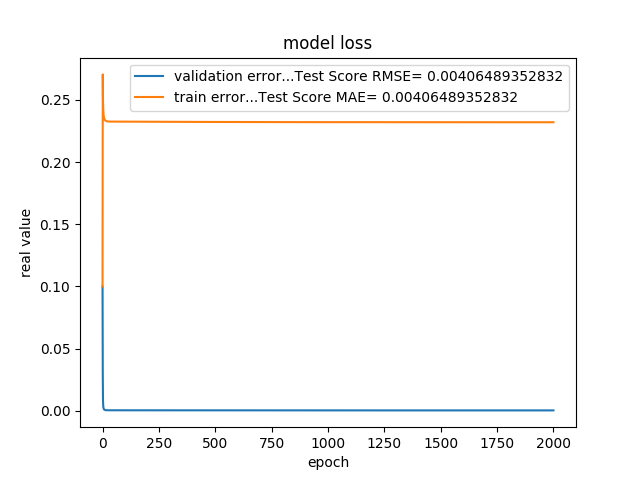 model loss
validation error...Test Score RMSE= 0.00406489352832
train error...Test Score MAE= 0.00406489352832
0.25
0.20
0.15
0.10
0.05
0.00
real value
0 250 500 750 1000 1250 1500 1750 2000
epoch